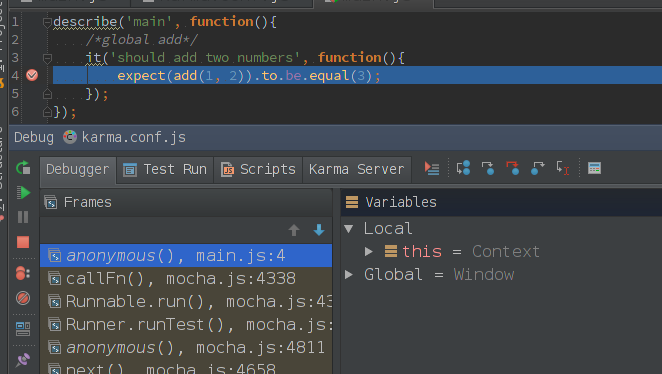 1 describe('main', function(){
2 /*global add*/
3 it('should add two numbers', function(){
4 expect(add(1, 2)).to.be.equal(3);
5 });
6 });
Debug karma.conf.js
Debugger Test Run Scripts Karma Server
Frames
anonymous(), main.js:4
callFn(), mocha.js:4338
Runnable.run(), mocha.js:43
Runner.runTest(), mocha.js:
anonymous(), mocha.js:4811
next(), mocha.js:4658
Variables
Local
this = Context
Global = Window